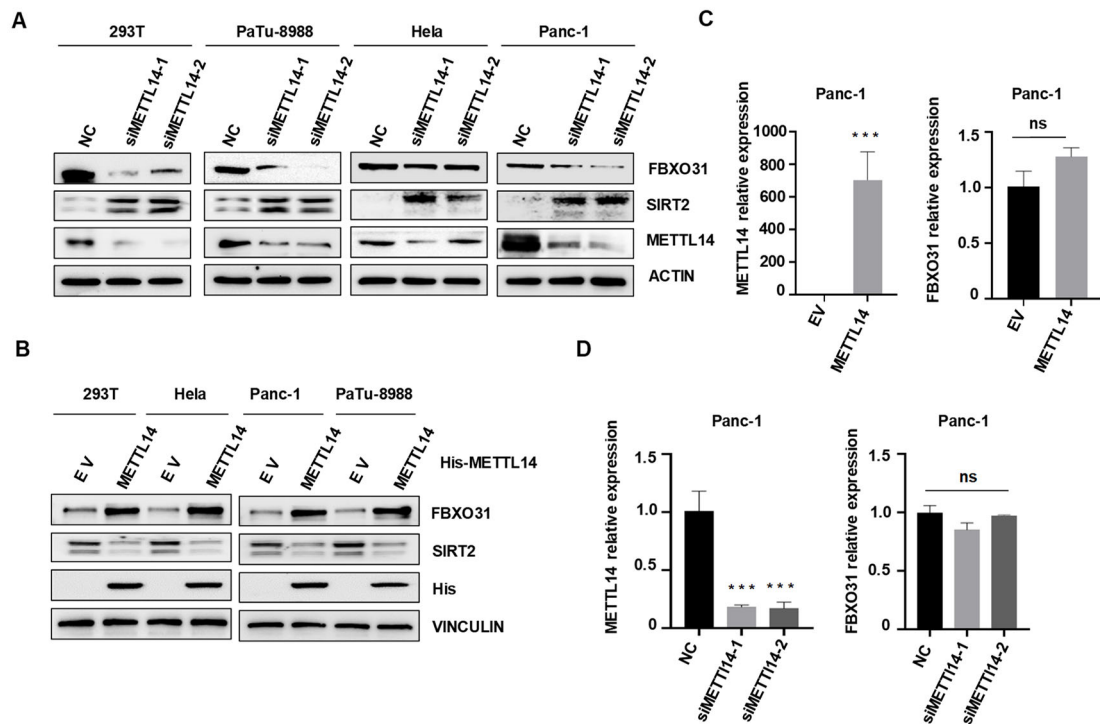 A
293T
PaTu-8988
Hela
Panc-1
NC
siMETTL14-1
siMETTL14-2
NC
siMETTL14-1
siMETTL14-2
NC
siMETTL14-1
siMETTL14-2
NC
siMETTL14-1
siMETTL14-2
FBXO31
SIRT2
METTL14
ACTIN
B
293T
Hela
Panc-1
PaTu-8988
E V
METTL14
E V
METTL14
E V
METTL14
E V
METTL14
His-METTL14
FBXO31
SIRT2
His
VINCULIN
C
Panc-1
METTL14 relative expression
1000
800
600
400
200
0
***
EV
METTL14
Panc-1
FBXO31 relative expression
1.5
1.0
0.5
0
ns
EV
METTL14
D
Panc-1
METTL14 relative expression
1.5
1.0
0.5
0
***
***
NC
siMETTl14-1
siMETTl14-2
Panc-1
FBXO31 relative expression
1.5
1.0
0.5
0
ns
NC
siMETTl14-1
siMETTl14-2